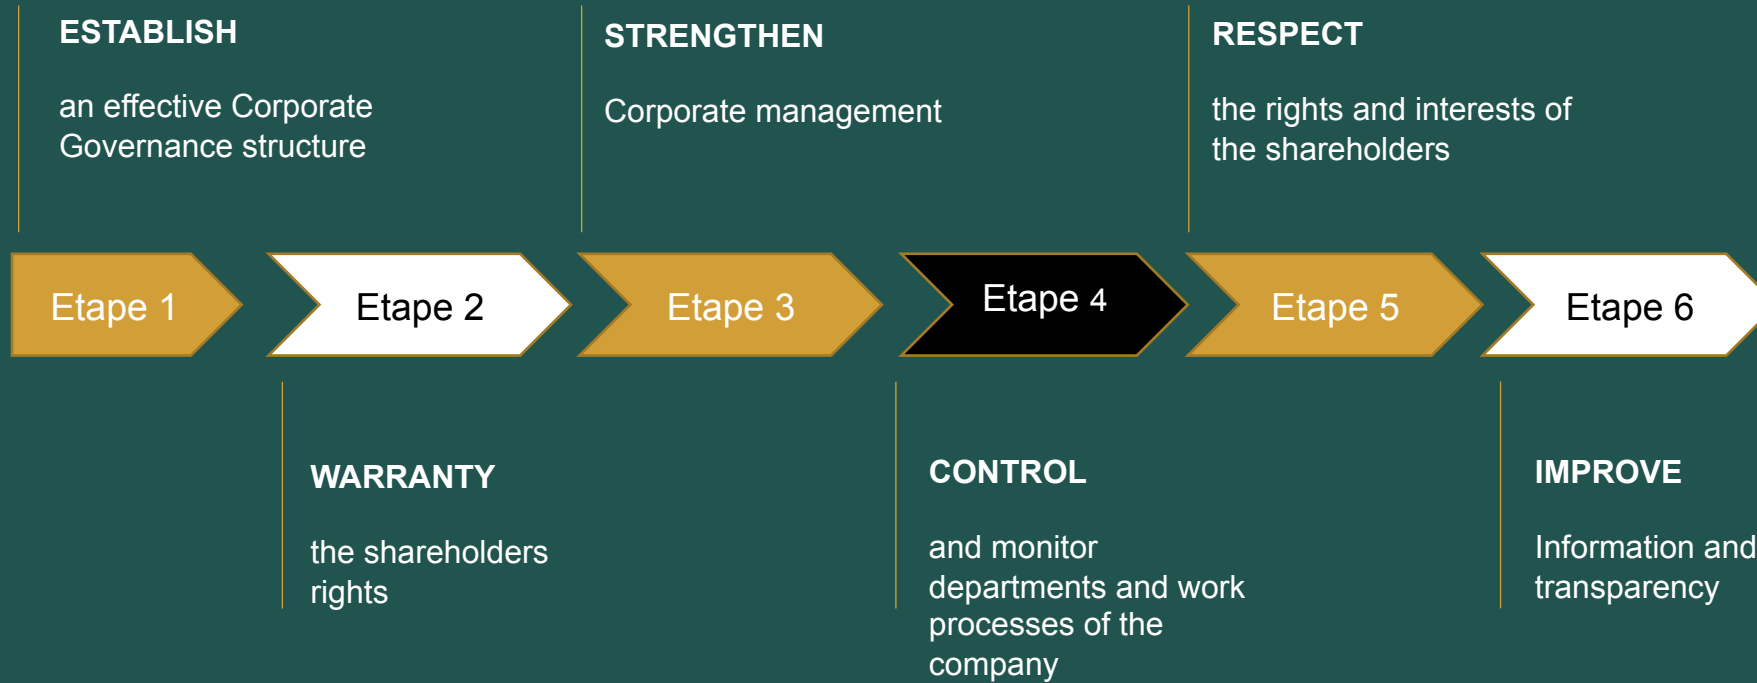 ESTABLISH
an effective Corporate
Governance structure
STRENGTHEN
Corporate management
RESPECT
the rights and interests of
the shareholders
Etape 1
Etape 2
Etape 3
Etape 4
Etape 5
Etape 6
WARRANTY
the shareholders
rights
CONTROL
and monitor
departments and work
processes of the
company
IMPROVE
Information and
transparency